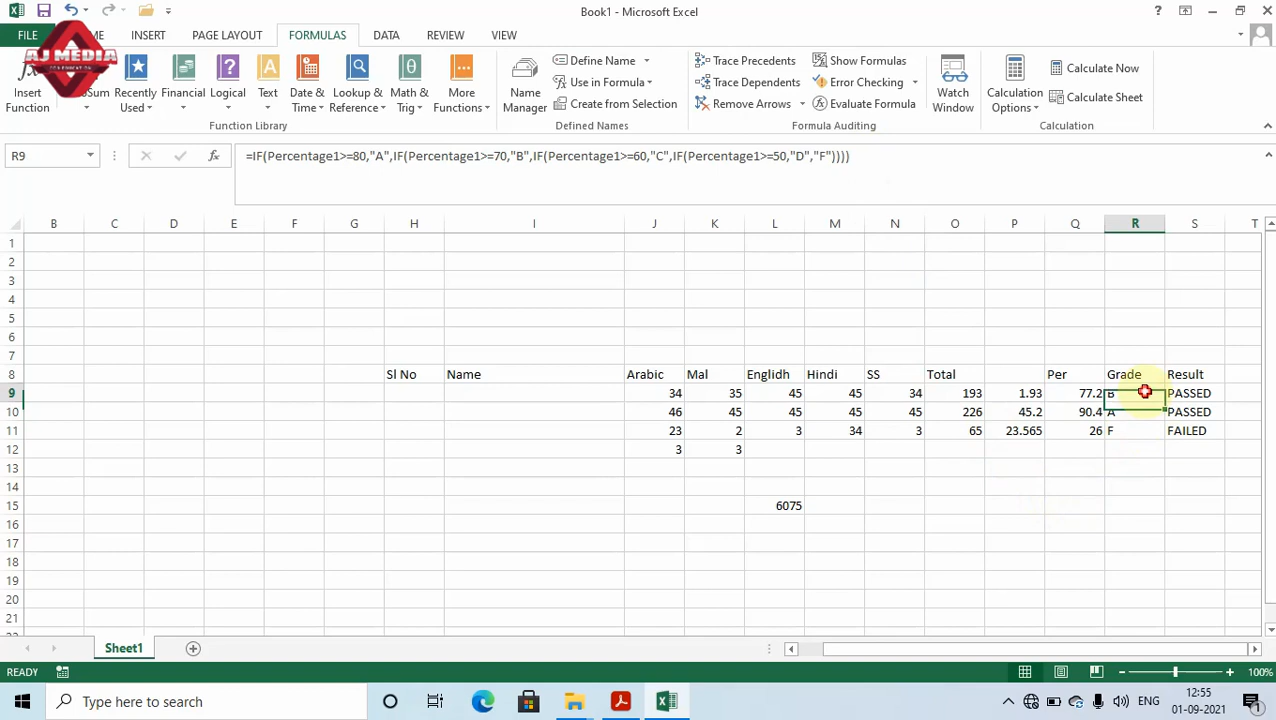 Book1 - Microsoft Excel
FILE HOME INSERT PAGE LAYOUT FORMULAS DATA REVIEW VIEW
AJ MEDIA
Insert Function
AutoSum
Recently Used
Financial
Logical
Text
Date & Time
Lookup & Reference
Math & Trig
More Functions
Function Library
Name Manager
Define Name
Use in Formula
Create from Selection
Defined Names
Trace Precedents
Trace Dependents
Remove Arrows
Show Formulas
Error Checking
Evaluate Formula
Formula Auditing
Watch Window
Calculation Options
Calculate Now
Calculate Sheet
Calculation
R9 fx =IF(Percentage1>=80,"A",IF(Percentage1>=70,"B",IF(Percentage1>=60,"C",IF(Percentage1>=50,"D","F"))))
B C D E F G H I J K L M N O P Q R S T
1
2
3
4
5
6
7
8 Sl No Name Arabic Mal Englidh Hindi SS Total Per Grade Result
9 34 35 45 45 34 193 1.93 77.2 B PASSED
10 46 45 45 45 45 226 45.2 90.4 A PASSED
11 23 2 3 34 3 65 23.565 26 F FAILED
12 3 3
13
14
15 6075
16
17
18
19
20
21
Sheet1
READY 100%
Type here to search
ENG
12:55
01-09-2021
1